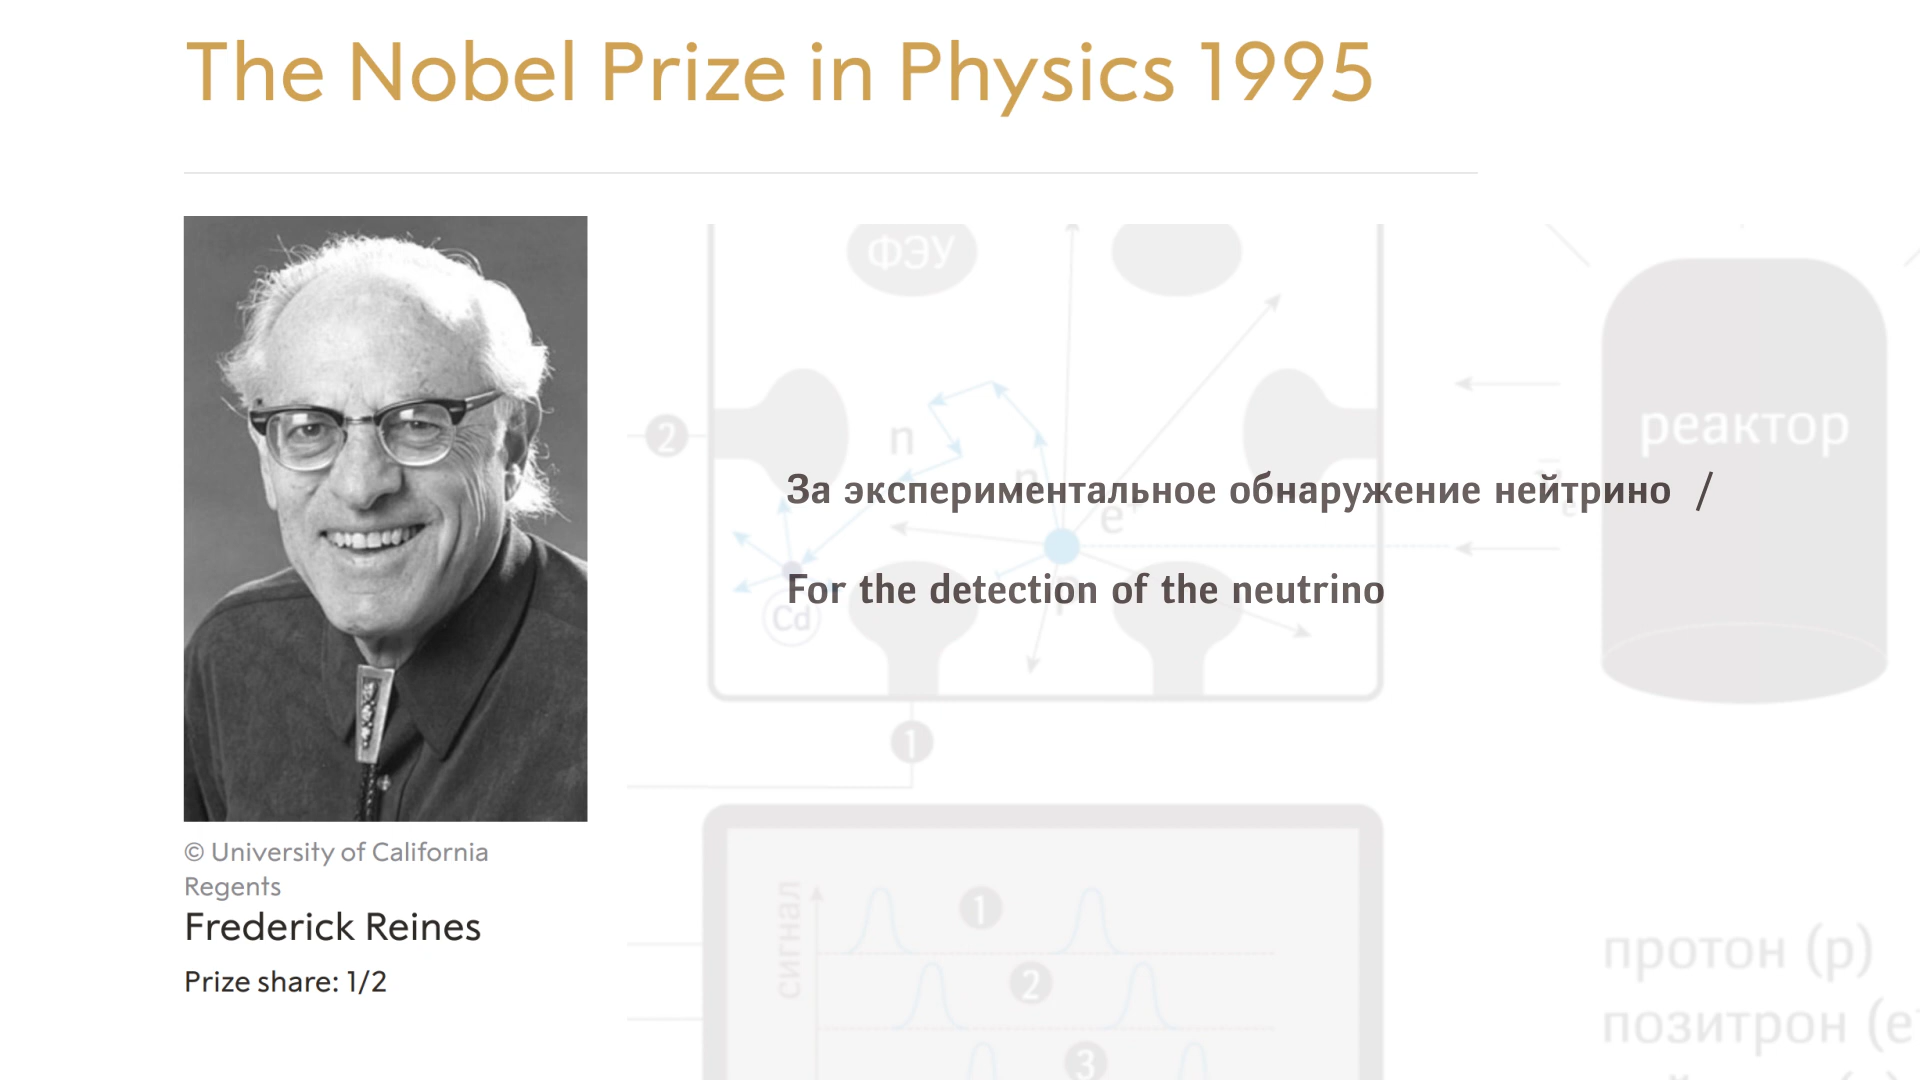 The Nobel Prize in Physics 1995
ФЭУ
2
n
n
реактор
За экспериментальное обнаружение нейтрино /
e⁺
For the detection of the neutrino
Cd
1
© University of California
Regents
Frederick Reines
Prize share: 1/2
сигнал
1
2
3
протон (p)
позитрон (e